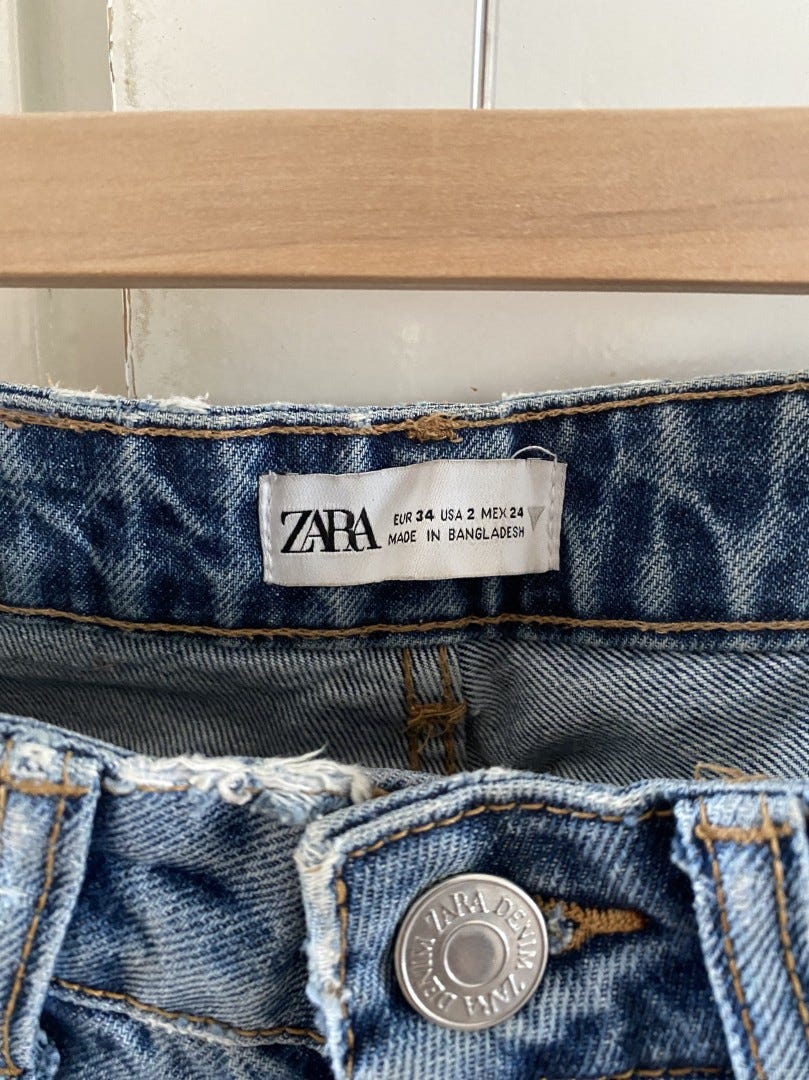 ZARA
EUR 34 USA 2 MEX 24
MADE IN BANGLADESH
ZARA DENIM ZARA DENIM